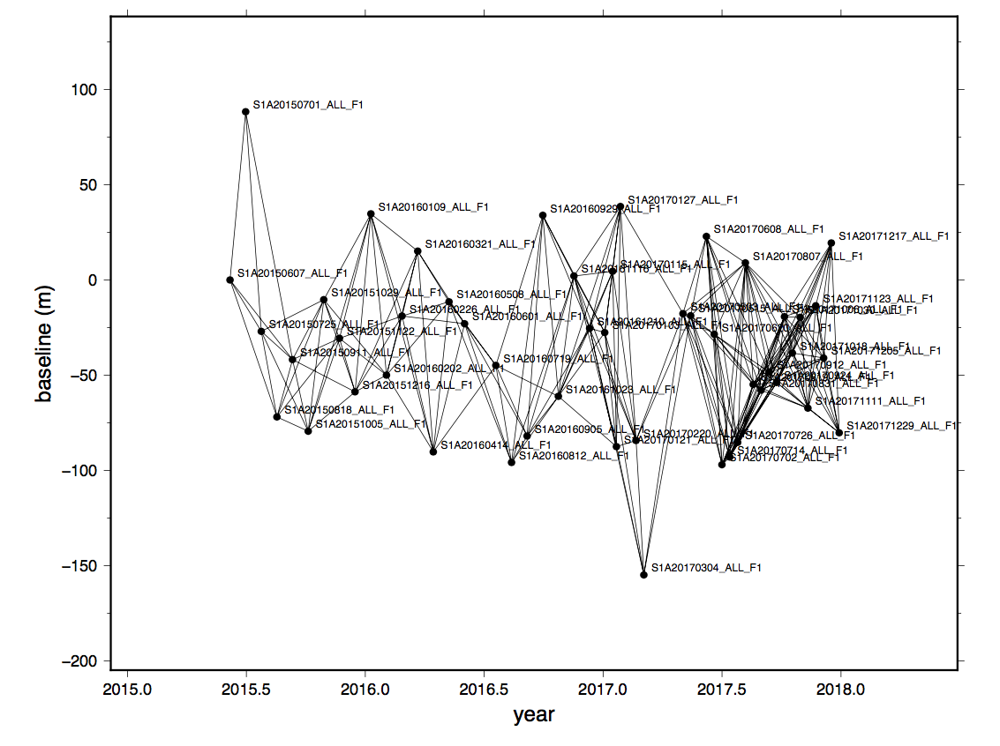 100
50
0
−50
−100
−150
−200
baseline (m)
2015.0
2015.5
2016.0
2016.5
2017.0
2017.5
2018.0
year
S1A20150701_ALL_F1
S1A20160109_ALL_F1
S1A20160929_ALL_F1
S1A20170127_ALL_F1
S1A20170608_ALL_F1
S1A20171217_ALL_F1
S1A20160321_ALL_F1
S1A20170807_ALL_F1
S1A20150607_ALL_F1
S1A20161116_ALL_F1
S1A20170115_ALL_F1
S1A20151029_ALL_F1
S1A20160508_ALL_F1
S1A20171123_ALL_F1
S1A20160226_ALL_F1
S1A20160601_ALL_F1
S1A20150725_ALL_F1
S1A20151122_ALL_F1
S1A20161210_ALL_F1
S1A20170103_ALL_F1
S1A20170620_ALL_F1
S1A20150911_ALL_F1
S1A20160719_ALL_F1
S1A20171018_ALL_F1
S1A20171205_ALL_F1
S1A20160202_ALL_F1
S1A20170912_ALL_F1
S1A20170924_ALL_F1
S1A20151216_ALL_F1
S1A20161023_ALL_F1
S1A20170831_ALL_F1
S1A20150818_ALL_F1
S1A20171111_ALL_F1
S1A20151005_ALL_F1
S1A20160905_ALL_F1
S1A20170220_ALL_F1
S1A20171229_ALL_F1
S1A20160414_ALL_F1
S1A20170121_ALL_F1
S1A20170726_ALL_F1
S1A20160812_ALL_F1
S1A20170714_ALL_F1
S1A20170702_ALL_F1
S1A20170304_ALL_F1